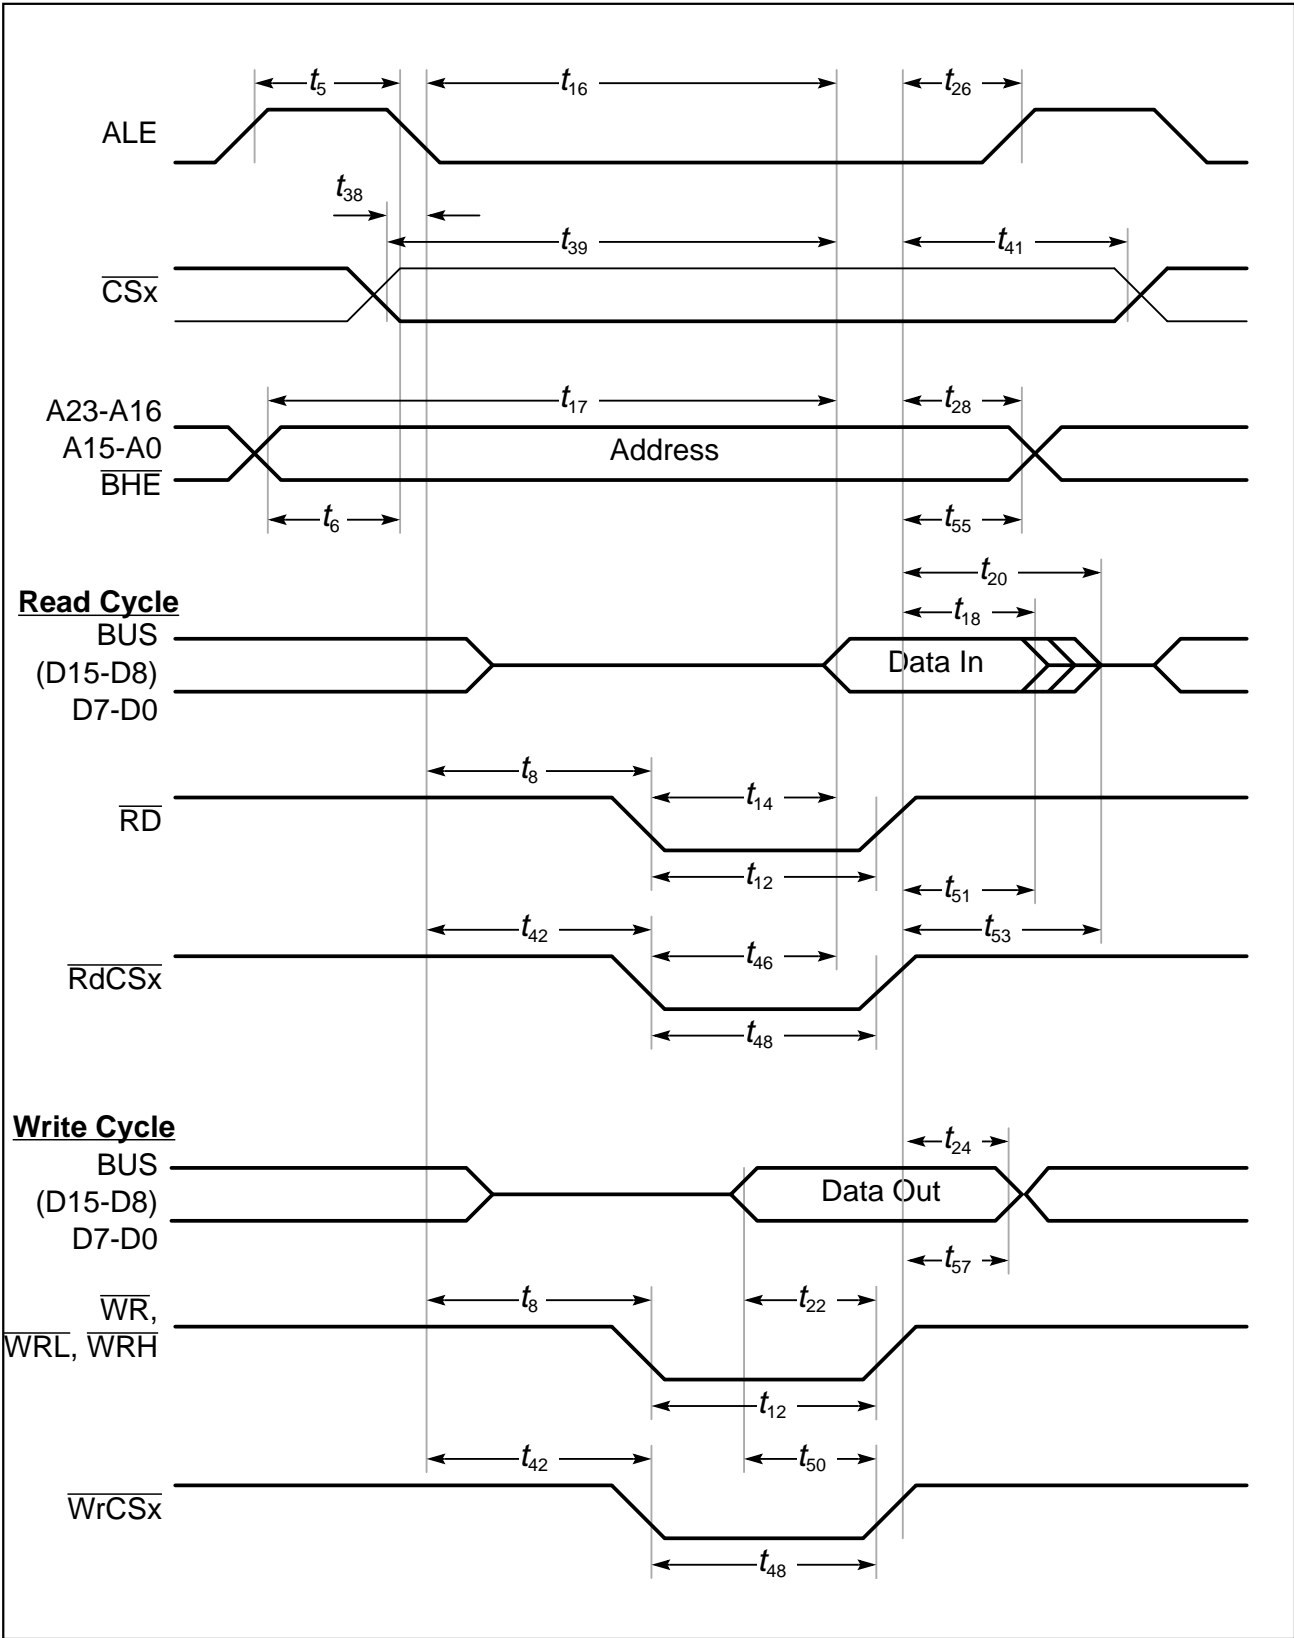 t5 t16 t26
ALE
t38
t39 t41
CSx
t17 t28
A23-A16
A15-A0
BHE
Address
t6 t55
t20
Read Cycle
t18
BUS
(D15-D8)
D7-D0
Data In
t8
t14
RD
t12
t51
t42 t53
t46
RdCSx
t48
Write Cycle
t24
BUS
(D15-D8)
D7-D0
Data Out
t57
t8 t22
WR,
WRL, WRH
t12
t42 t50
WrCSx
t48